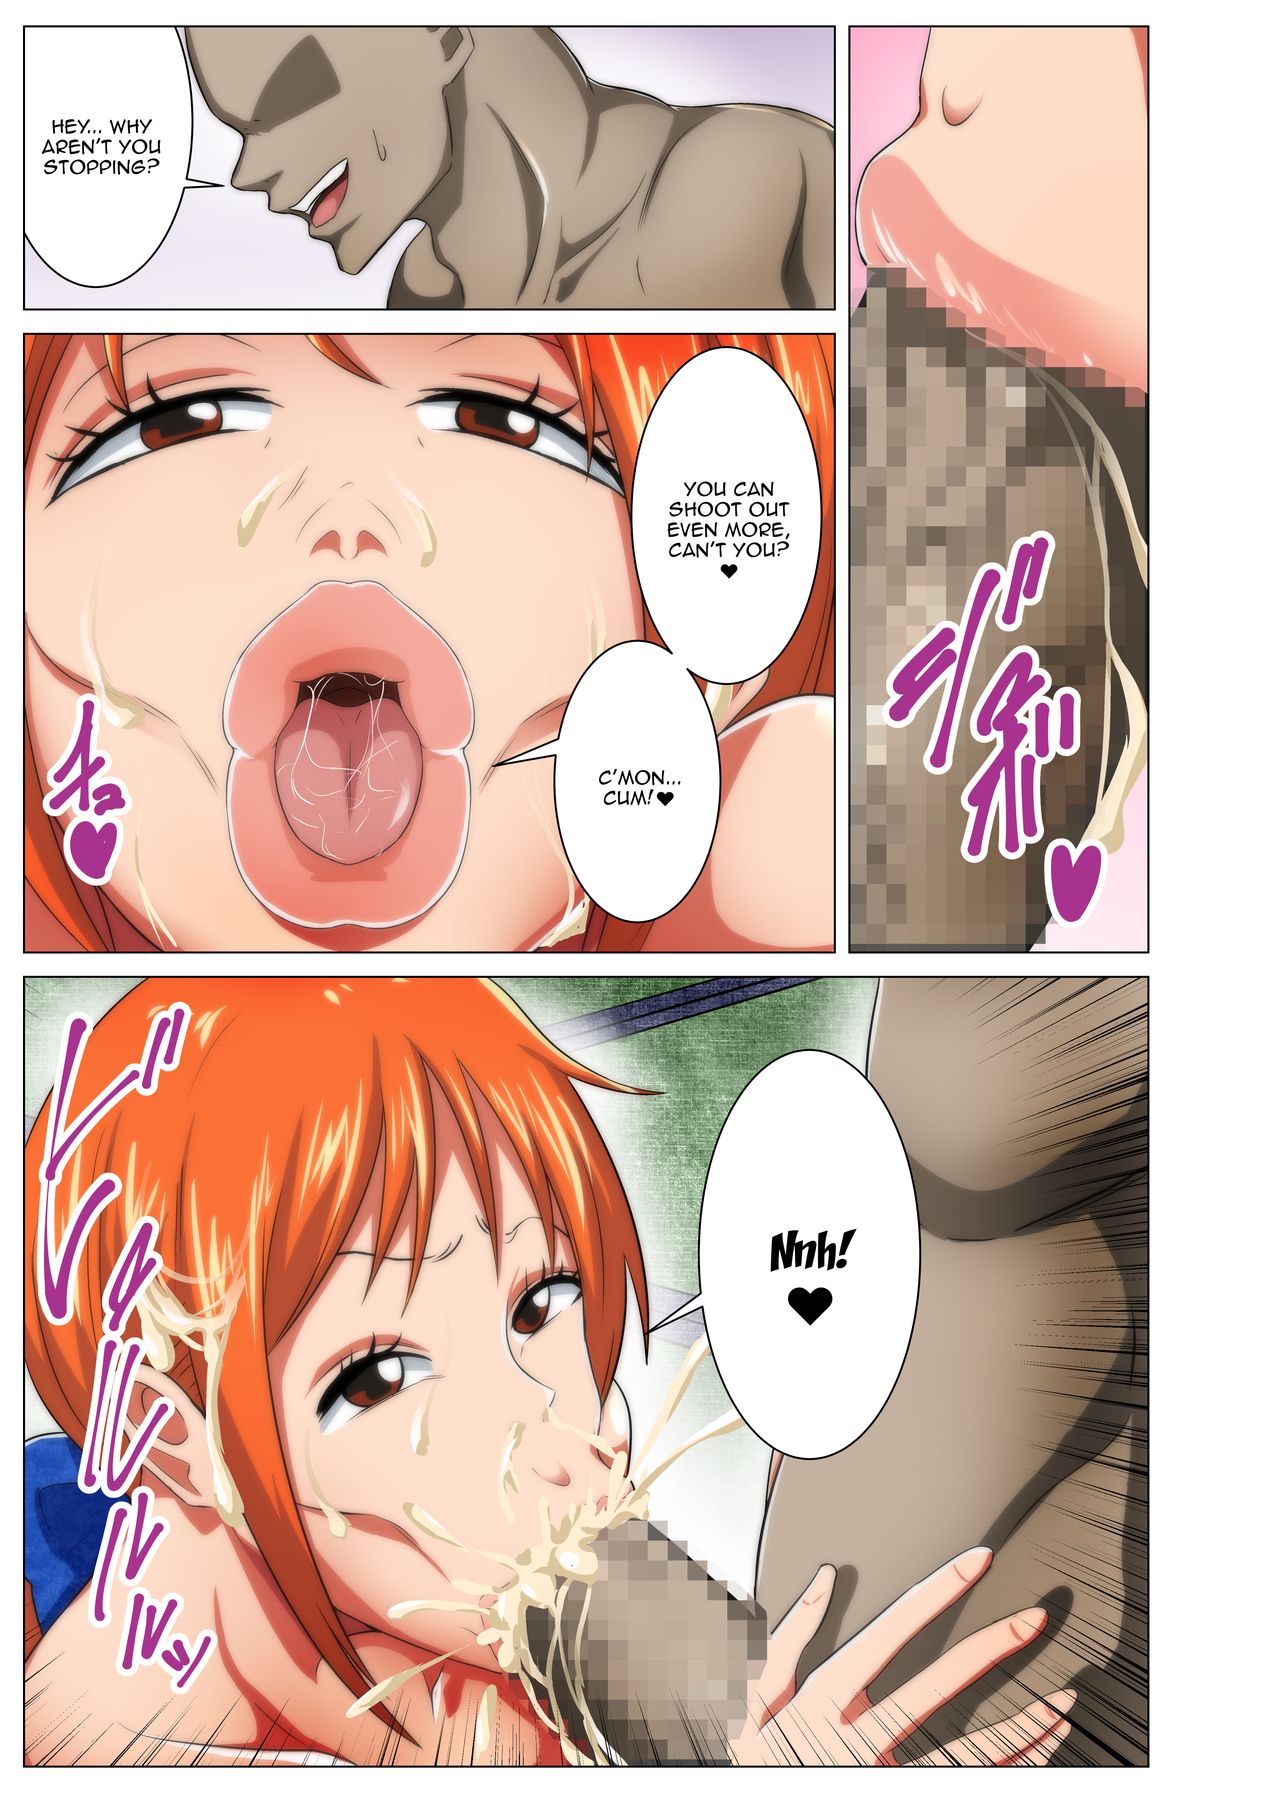 HEY... WHY
AREN'T YOU
STOPPING?
YOU CAN
SHOOT OUT
EVEN MORE,
CAN'T YOU?
♥
C'MON...
CUM!♥
Nnh!
♥